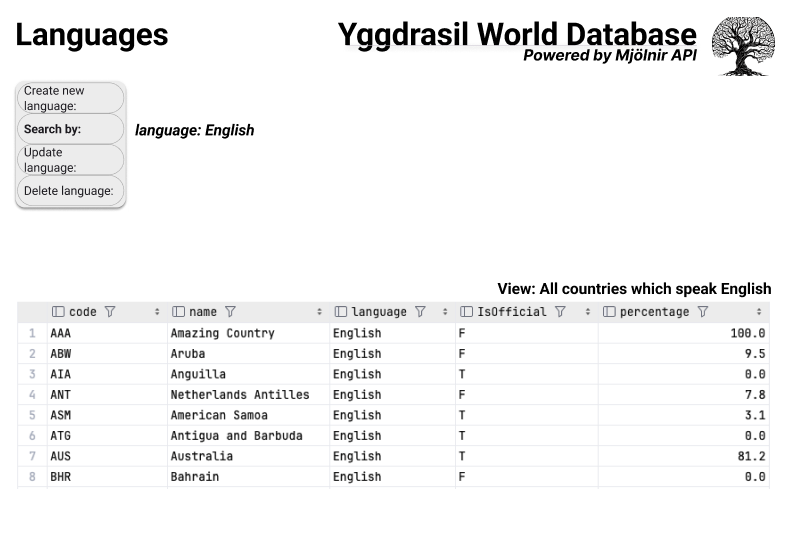 Languages
Yggdrasil World Database
Powered by Mjölnir API
Create new
language:
Search by:
language: English
Update
language:
Delete language:
View: All countries which speak English
code name language IsOfficial percentage
1 AAA Amazing Country English F 100.0
2 ABW Aruba English F 9.5
3 AIA Anguilla English T 0.0
4 ANT Netherlands Antilles English F 7.8
5 ASM American Samoa English T 3.1
6 ATG Antigua and Barbuda English T 0.0
7 AUS Australia English T 81.2
8 BHR Bahrain English F 0.0